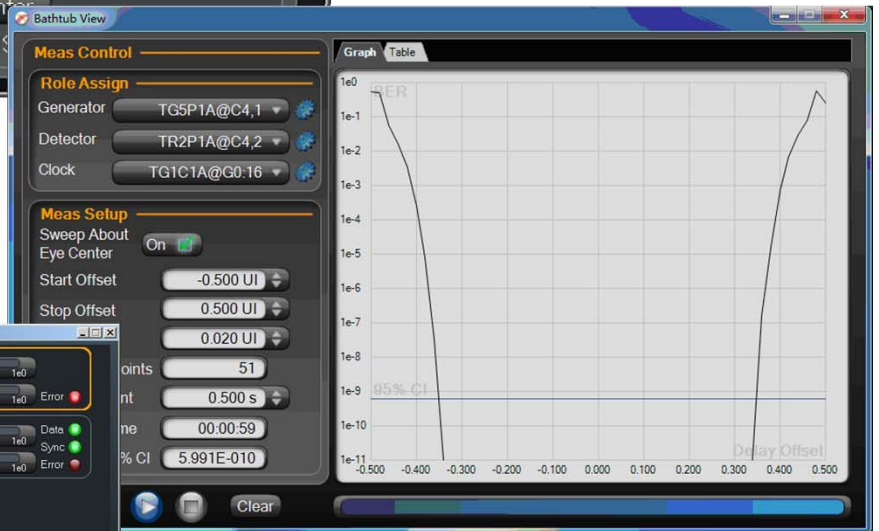 Bathtub View
Meas Control
Role Assign
Generator TG5P1A@C4,1
Detector TR2P1A@C4,2
Clock TG1C1A@G0:16
Meas Setup
Sweep About
Eye Center On
Start Offset -0.500 UI
Stop Offset 0.500 UI
0.020 UI
oints 51
nt 0.500 s
me 00:00:59
% CI 5.991E-010
Clear
1e0
1e0 Error
1e0 Data
Sync
1e0 Error
Graph Table
BER
1e0
1e-1
1e-2
1e-3
1e-4
1e-5
1e-6
1e-7
1e-8
1e-9
95% CI
1e-10
1e-11
Delay Offset
-0.500 -0.400 -0.300 -0.200 -0.100 0.000 0.100 0.200 0.300 0.400 0.500